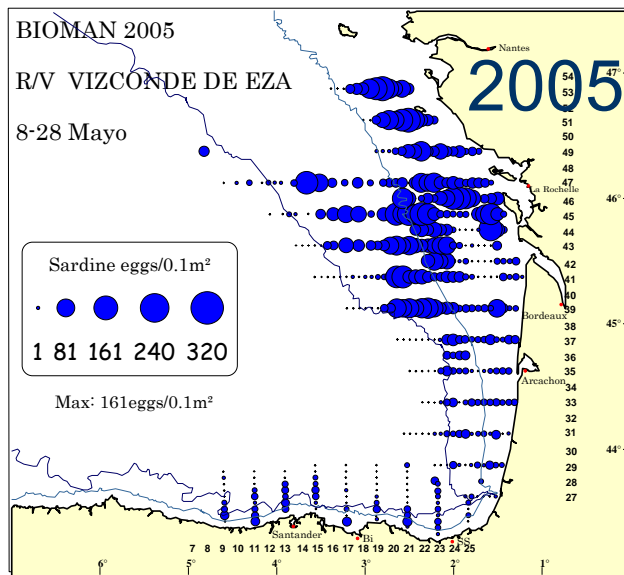 BIOMAN 2005
R/V VIZCONDE DE EZA
8-28 Mayo
2005
Nantes
47°
54
53
52
51
50
49
48
47
La Rochelle
46
46°
45
44
43
42
41
40
39
Bordeaux
38
45°
37
36
35
Arcachon
34
33
32
31
30
44°
29
28
27
Sardine eggs/0.1m²
1 81 161 240 320
Max: 161eggs/0.1m²
Santander
Bi
SS
7 8 9 10 11 12 13 14 15 16 17 18 19 20 21 22 23 24 25
6° 5° 4° 3° 2° 1°